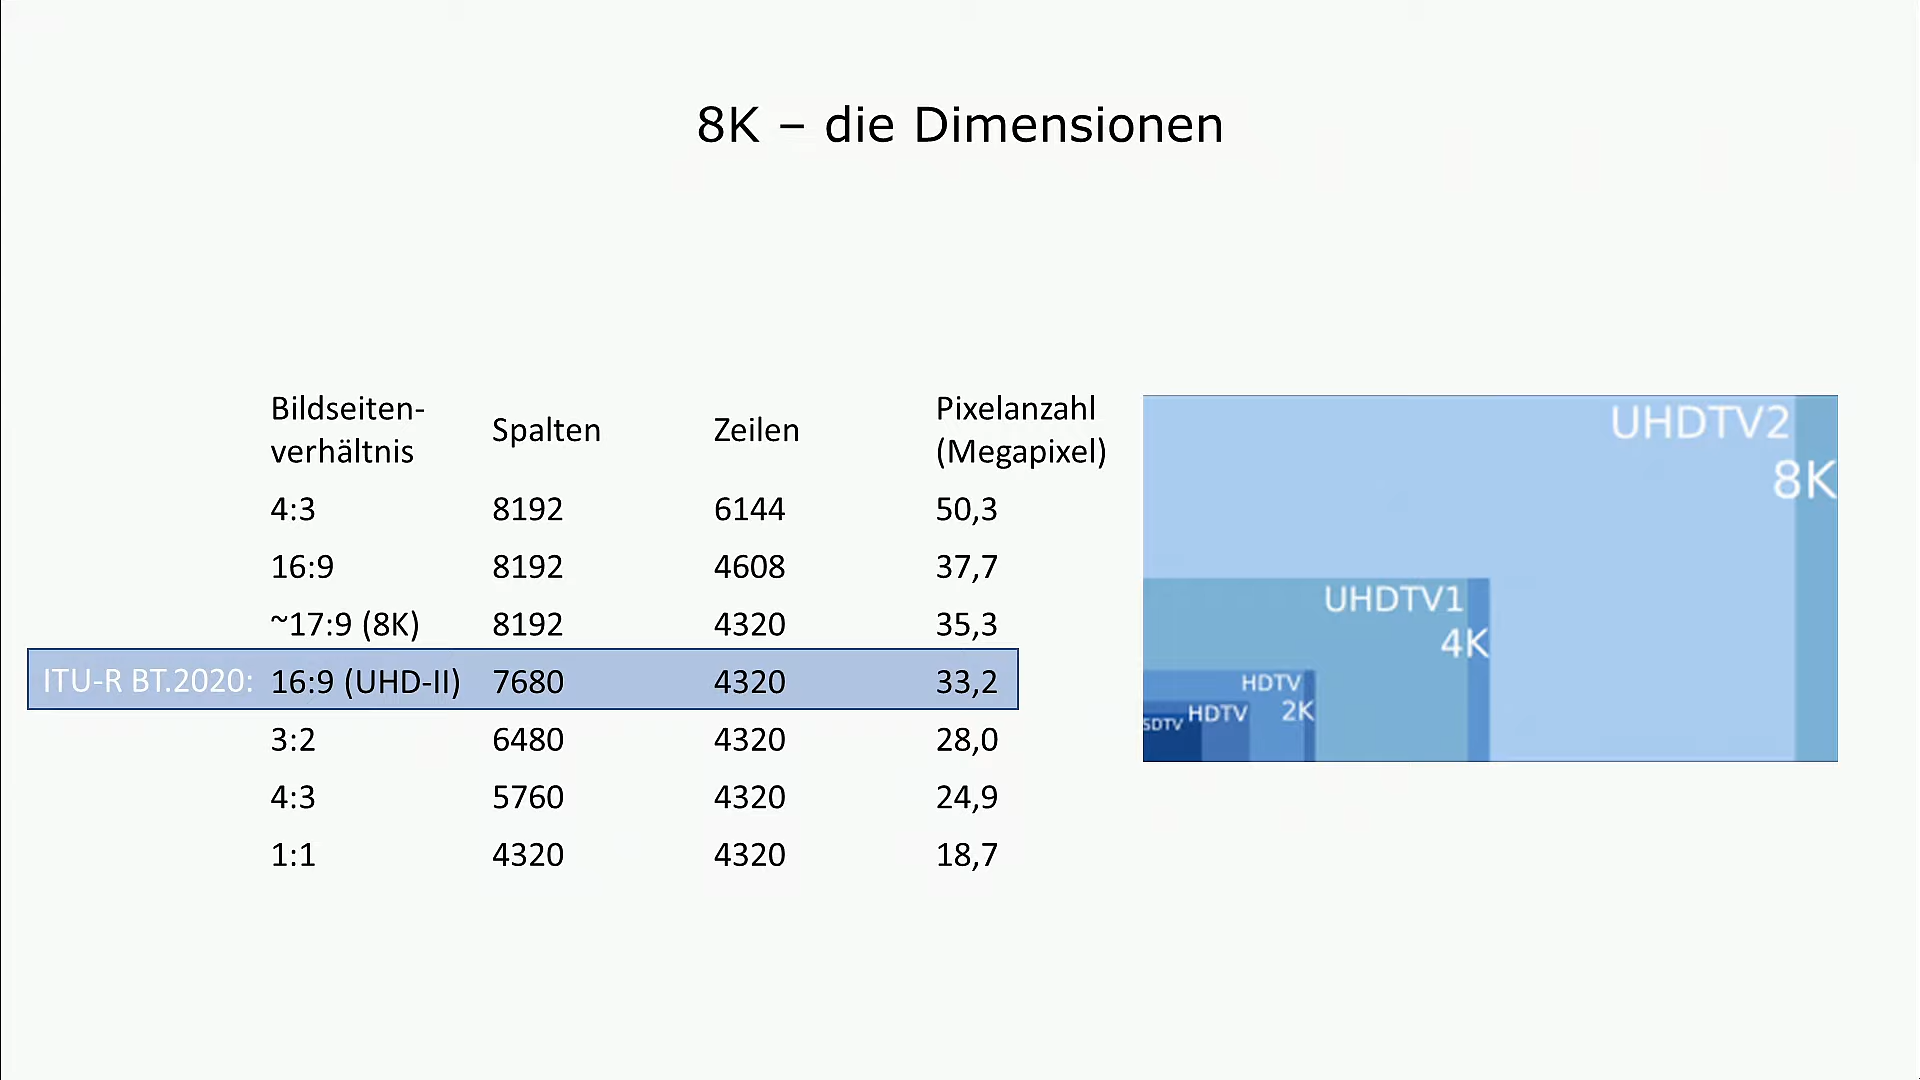 8K – die Dimensionen
Bildseiten-
verhältnis
Spalten
Zeilen
Pixelanzahl
(Megapixel)
4:3 8192 6144 50,3
16:9 8192 4608 37,7
~17:9 (8K) 8192 4320 35,3
ITU-R BT.2020: 16:9 (UHD-II) 7680 4320 33,2
3:2 6480 4320 28,0
4:3 5760 4320 24,9
1:1 4320 4320 18,7
UHDTV2
8K
UHDTV1
4K
HDTV
2K
HDTV
SDTV